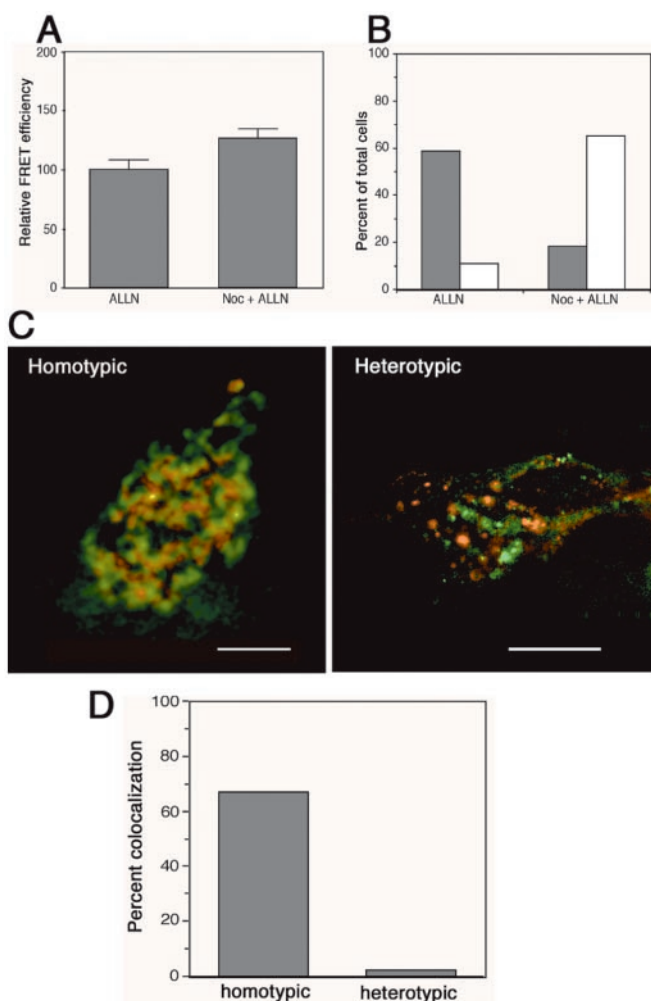 A
B
Relative FRET efficiency
200
150
100
50
0
ALLN
Noc + ALLN
Percent of total cells
100
80
60
40
20
0
ALLN
Noc + ALLN
C
Homotypic
Heterotypic
D
Percent colocalization
100
80
60
40
20
0
homotypic
heterotypic